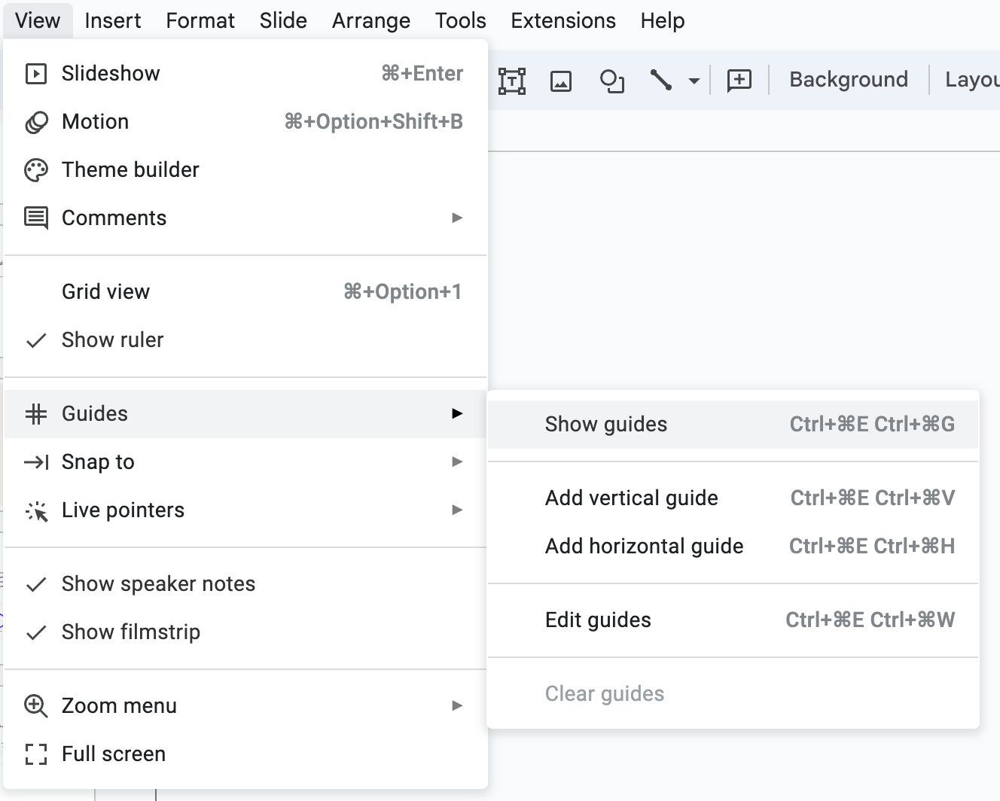 View Insert Format Slide Arrange Tools Extensions Help
Background Layou
Slideshow ⌘+Enter
Motion ⌘+Option+Shift+B
Theme builder
Comments
Grid view ⌘+Option+1
Show ruler
Guides
Snap to
Live pointers
Show speaker notes
Show filmstrip
Zoom menu
Full screen
Show guides Ctrl+⌘E Ctrl+⌘G
Add vertical guide Ctrl+⌘E Ctrl+⌘V
Add horizontal guide Ctrl+⌘E Ctrl+⌘H
Edit guides Ctrl+⌘E Ctrl+⌘W
Clear guides